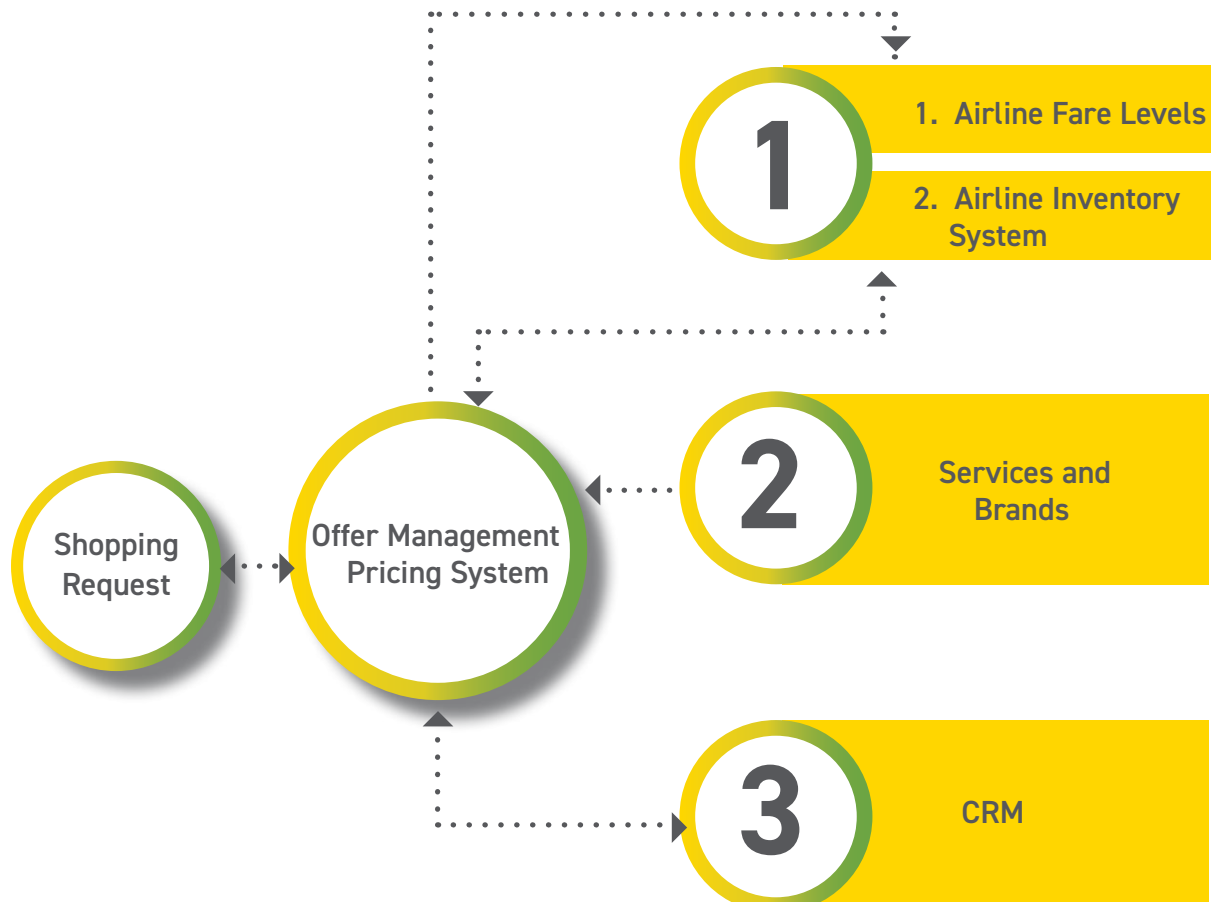 1
1. Airline Fare Levels
2. Airline Inventory
System
Shopping
Request
Offer Management
Pricing System
2
Services and
Brands
3
CRM